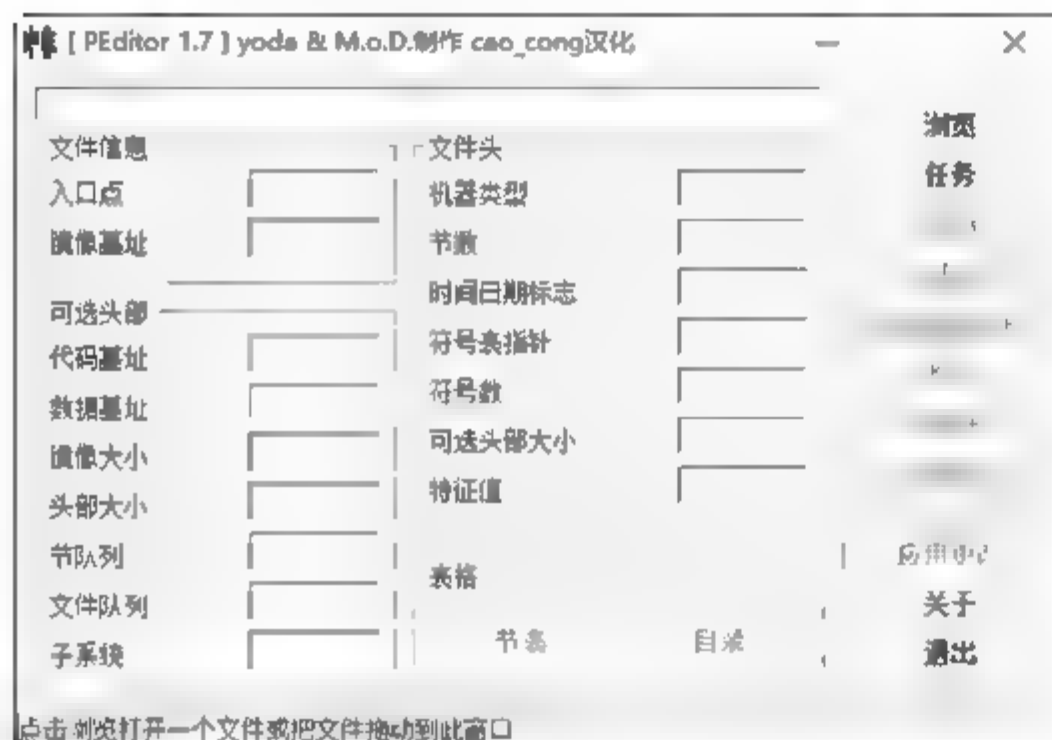 [ PEditor 1.7 ] yoda & M.o.D.制作 cao_cong汉化
浏览
任务
文件信息
入口点
镜像基址
可选头部
代码基址
数据基址
镜像大小
头部大小
节队列
文件队列
子系统
文件头
机器类型
节数
时间日期标志
符号表指针
符号数
可选头部大小
特征值
表格
节表
目录
关于
退出
点击 浏览打开一个文件或把文件拖动到此窗口